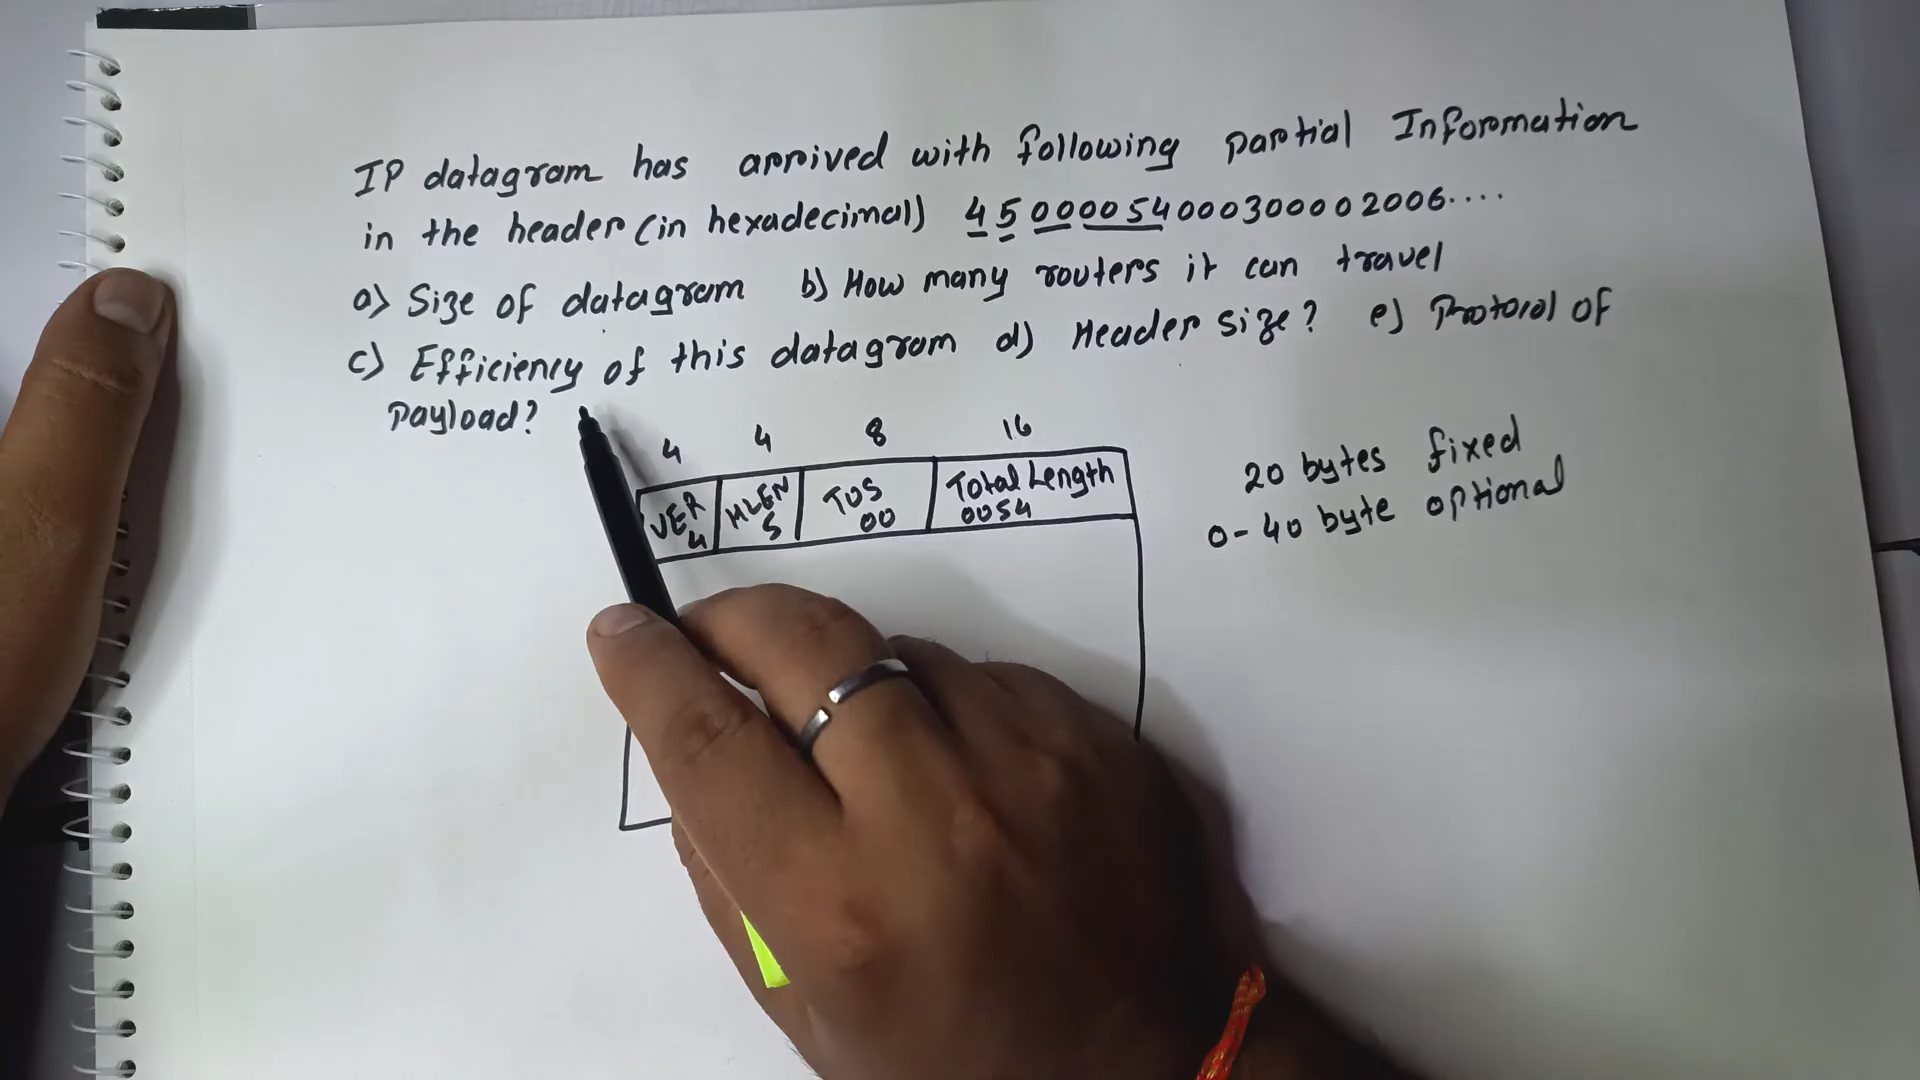 IP datagram has arrived with following partial Information
in the header (in hexadecimal) 45000054000300002006....
a) Size of datagram b) How many routers it can travel
c) Efficiency of this datagram d) Header size? e) Protocol of
Payload?
4 4 8 16
VER HLEN TOS Total Length
4 5 00 0054
20 bytes fixed
0-40 byte optional